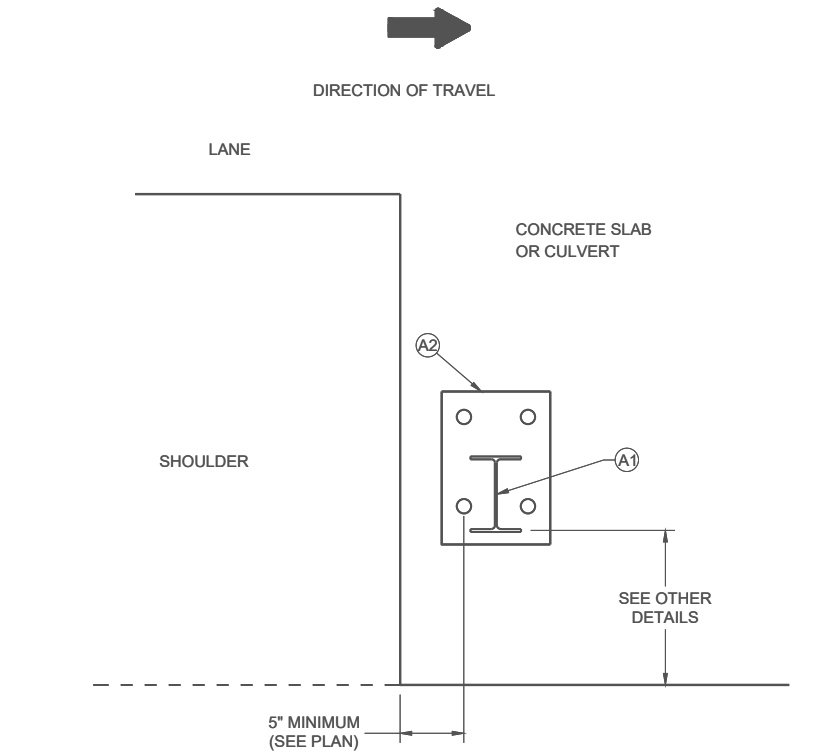 DIRECTION OF TRAVEL
LANE
CONCRETE SLAB
OR CULVERT
A2
SHOULDER
A1
SEE OTHER
DETAILS
5" MINIMUM
(SEE PLAN)